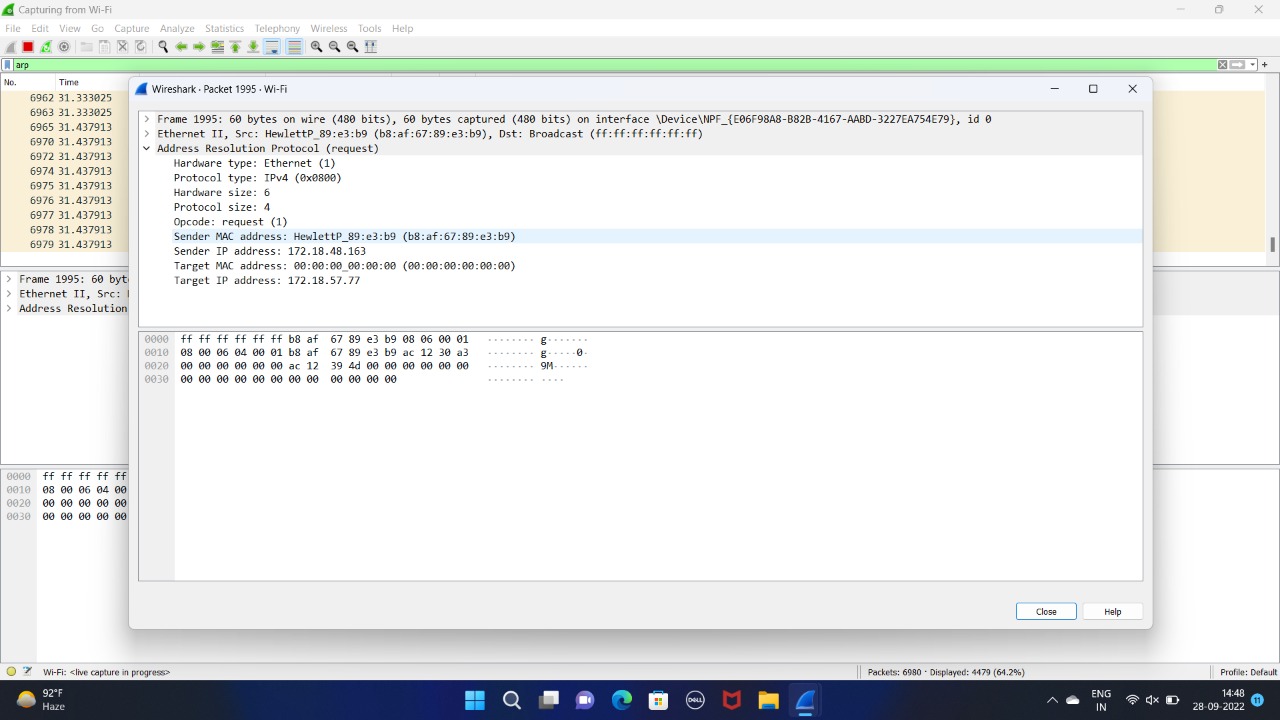 Capturing from Wi-Fi
File Edit View Go Capture Analyze Statistics Telephony Wireless Tools Help
arp
No. Time
6962 31.333025
6963 31.333025
6965 31.437913
6970 31.437913
6972 31.437913
6974 31.437913
6975 31.437913
6976 31.437913
6977 31.437913
6978 31.437913
6979 31.437913
Frame 1995: 60 byt
Ethernet II, Src:
Address Resolution
0000 ff ff ff ff ff
0010 08 00 06 04 00
0020 00 00 00 00 00
0030 00 00 00 00 00
Wireshark · Packet 1995 · Wi-Fi
Frame 1995: 60 bytes on wire (480 bits), 60 bytes captured (480 bits) on interface \Device\NPF_{E06F98A8-B82B-4167-AABD-3227EA754E79}, id 0
Ethernet II, Src: HewlettP_89:e3:b9 (b8:af:67:89:e3:b9), Dst: Broadcast (ff:ff:ff:ff:ff:ff)
Address Resolution Protocol (request)
Hardware type: Ethernet (1)
Protocol type: IPv4 (0x0800)
Hardware size: 6
Protocol size: 4
Opcode: request (1)
Sender MAC address: HewlettP_89:e3:b9 (b8:af:67:89:e3:b9)
Sender IP address: 172.18.48.163
Target MAC address: 00:00:00_00:00:00 (00:00:00:00:00:00)
Target IP address: 172.18.57.77
0000 ff ff ff ff ff ff b8 af 67 89 e3 b9 08 06 00 01 ········ g·······
0010 08 00 06 04 00 01 b8 af 67 89 e3 b9 ac 12 30 a3 ········ g·····0·
0020 00 00 00 00 00 00 ac 12 39 4d 00 00 00 00 00 00 ········ 9M······
0030 00 00 00 00 00 00 00 00 00 00 00 00 ········ ····
Close Help
Wi-Fi: <live capture in progress> Packets: 6980 · Displayed: 4479 (64.2%) Profile: Default
92°F
Haze
DELL
ENG
IN
14:48
28-09-2022
11